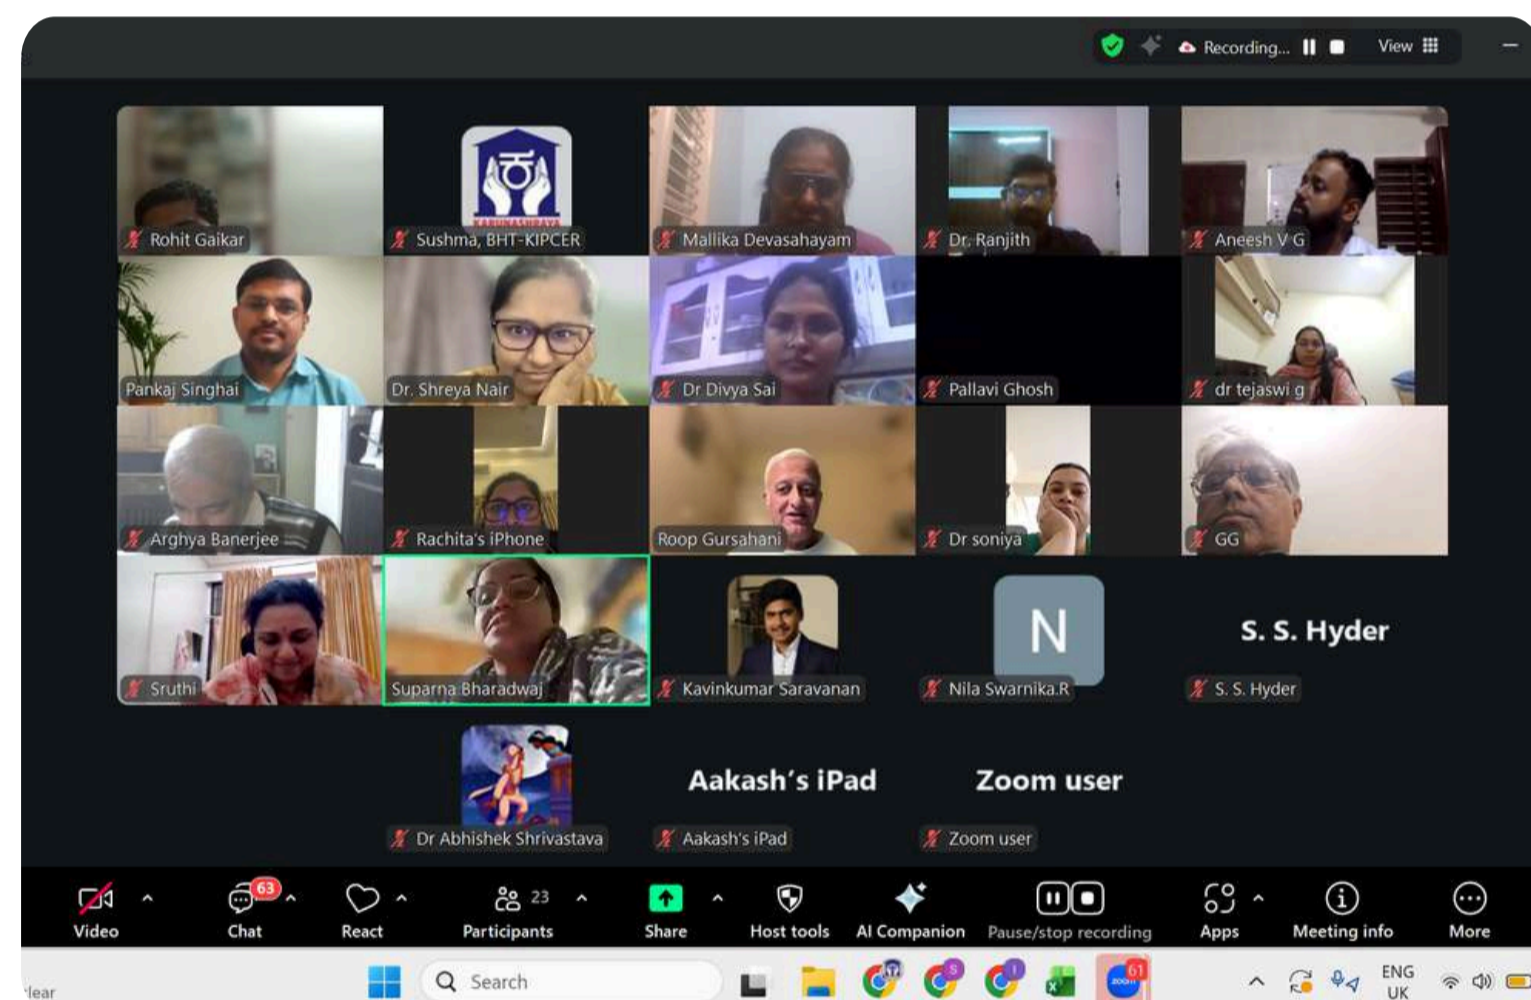 Recording...
View
Rohit Gaikar
ಕ
KARUNASHRAYA
Sushma, BHT-KIPCER
Mallika Devasahayam
Dr. Ranjith
Aneesh V G
Pankaj Singhai
Dr. Shreya Nair
Dr Divya Sai
Pallavi Ghosh
dr tejaswi g
Arghya Banerjee
Rachita's iPhone
Roop Gursahani
Dr soniya
GG
Sruthi
Suparna Bharadwaj
Kavinkumar Saravanan
N
Nila Swarnika.R
S. S. Hyder
S. S. Hyder
Dr Abhishek Shrivastava
Aakash's iPad
Aakash's iPad
Zoom user
Zoom user
Video
63
Chat
React
23
Participants
Share
Host tools
AI Companion
Pause/stop recording
Apps
Meeting info
More
lear
Search
S
I
zoom
61
ENG
UK